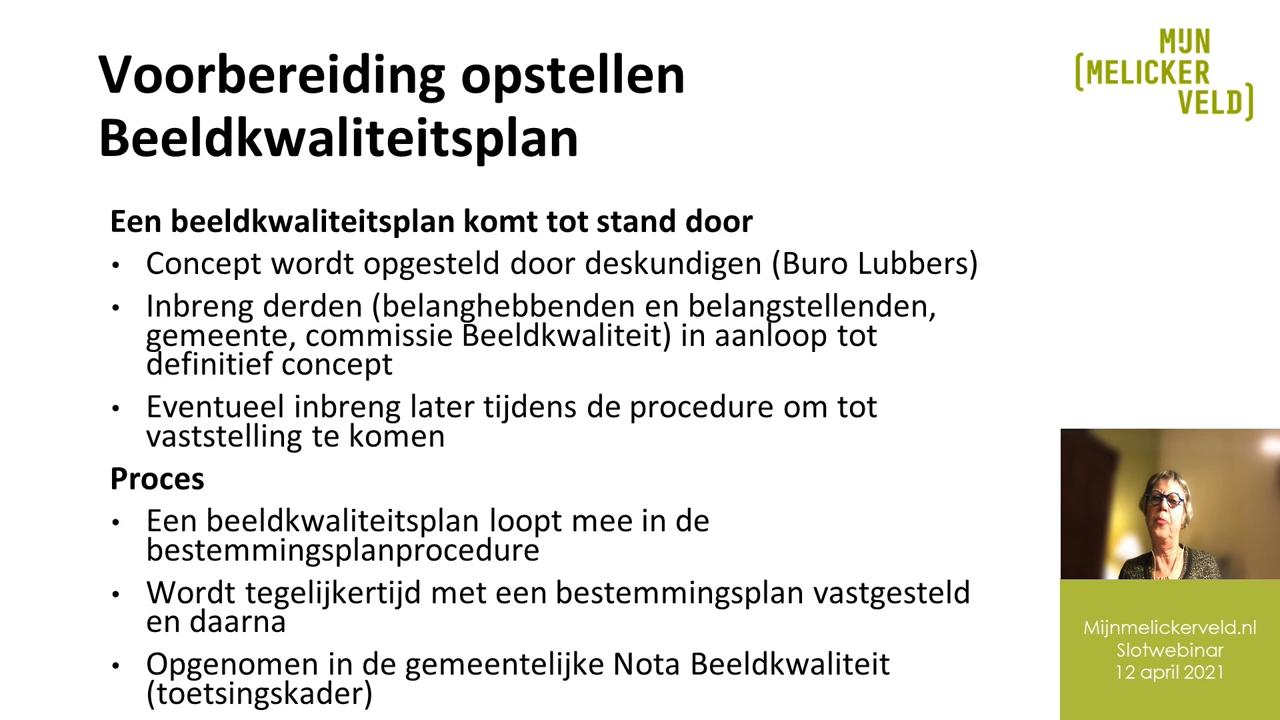 Voorbereiding opstellen
Beeldkwaliteitsplan
MIJN
(MELICKER
VELD)
Een beeldkwaliteitsplan komt tot stand door
• Concept wordt opgesteld door deskundigen (Buro Lubbers)
• Inbreng derden (belanghebbenden en belangstellenden,
gemeente, commissie Beeldkwaliteit) in aanloop tot
definitief concept
• Eventueel inbreng later tijdens de procedure om tot
vaststelling te komen
Proces
• Een beeldkwaliteitsplan loopt mee in de
bestemmingsplanprocedure
• Wordt tegelijkertijd met een bestemmingsplan vastgesteld
en daarna
• Opgenomen in de gemeentelijke Nota Beeldkwaliteit
(toetsingskader)
Mijnmelickerveld.nl
Slotwebinar
12 april 2021